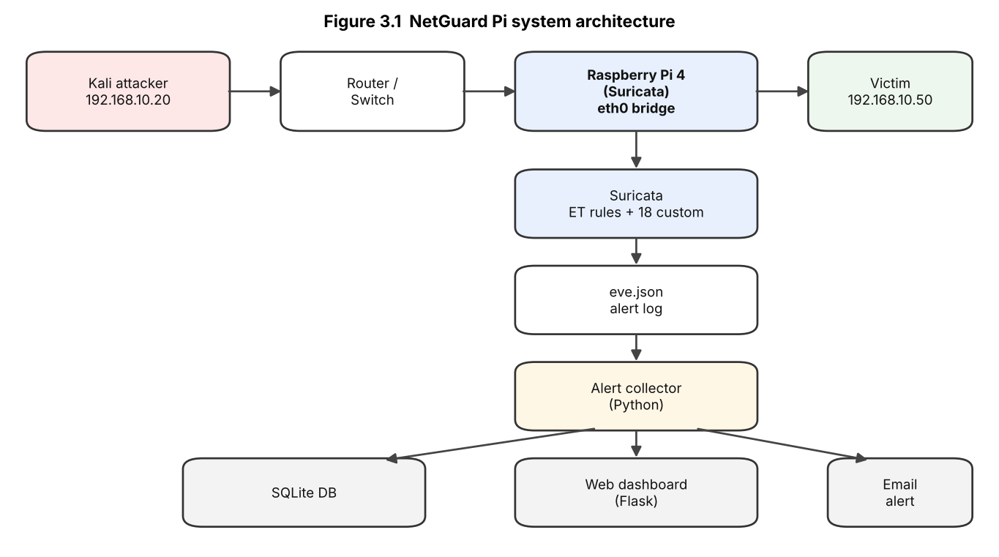 Figure 3.1 NetGuard Pi system architecture
Kali attacker
192.168.10.20
Router /
Switch
Raspberry Pi 4
(Suricata)
eth0 bridge
Victim
192.168.10.50
Suricata
ET rules + 18 custom
eve.json
alert log
Alert collector
(Python)
SQLite DB
Web dashboard
(Flask)
Email
alert